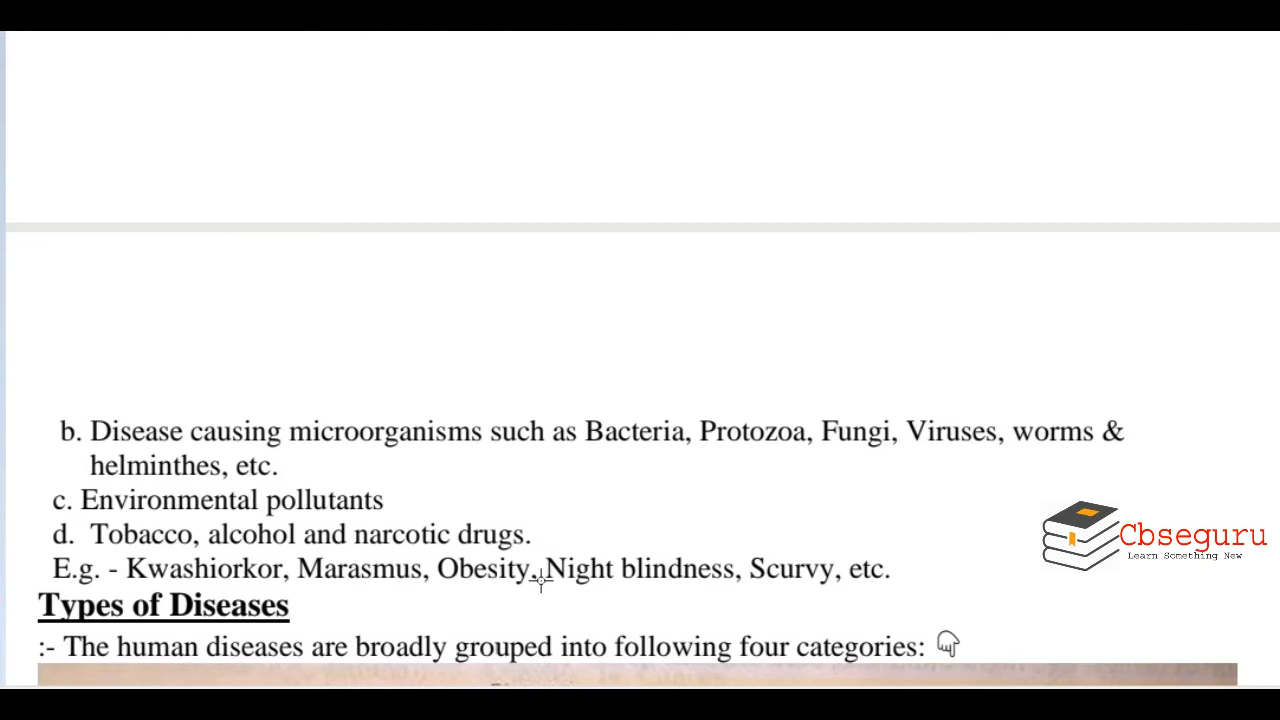 b. Disease causing microorganisms such as Bacteria, Protozoa, Fungi, Viruses, worms &
helminthes, etc.
c. Environmental pollutants
d. Tobacco, alcohol and narcotic drugs.
E.g. - Kwashiorkor, Marasmus, Obesity, Night blindness, Scurvy, etc.
Types of Diseases
:- The human diseases are broadly grouped into following four categories:
Cbseguru
Learn Something New